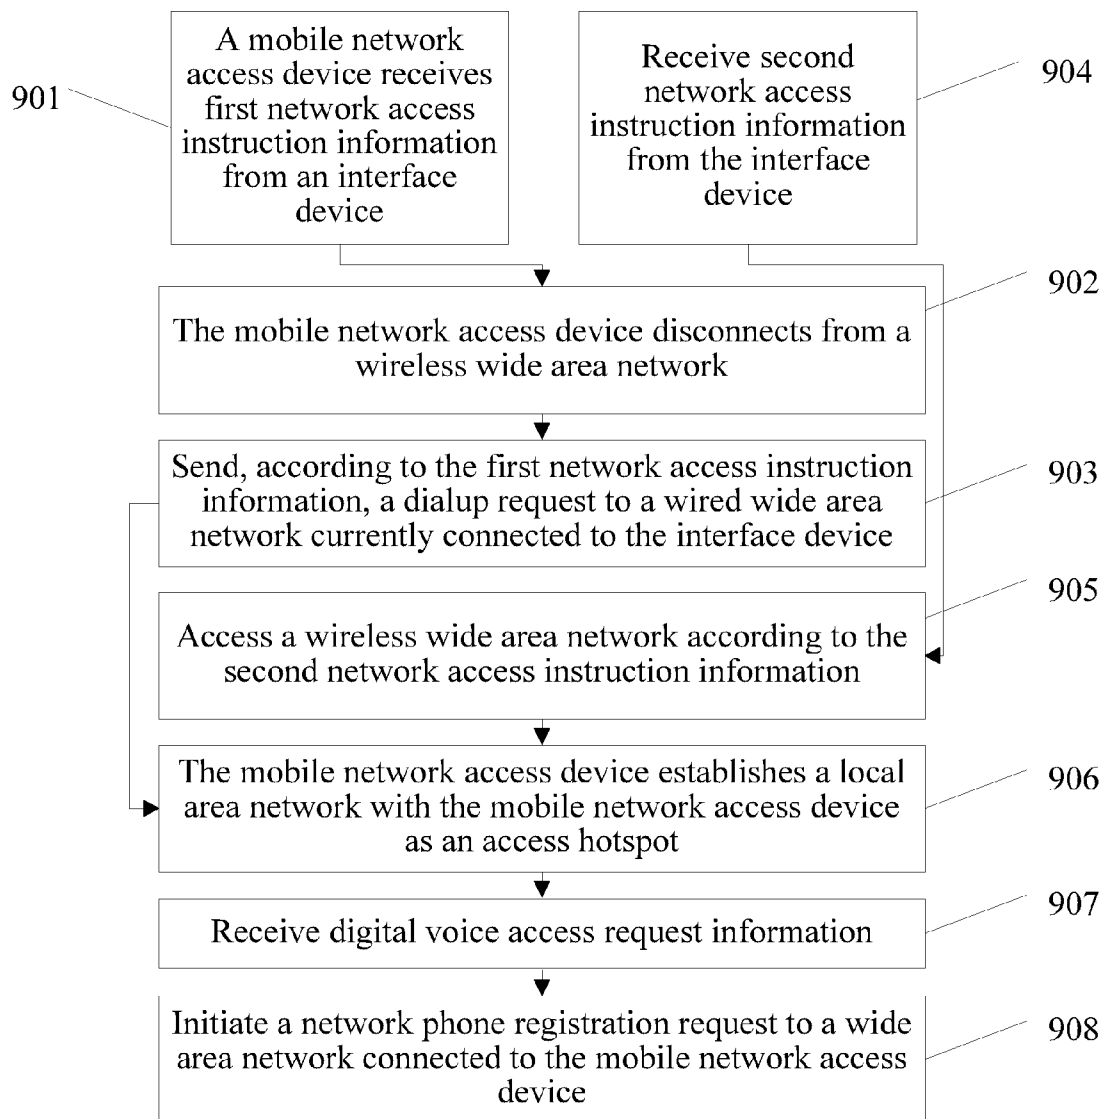 901
A mobile network
access device receives
first network access
instruction information
from an interface
device
Receive second
network access
instruction information
from the interface
device
904
The mobile network access device disconnects from a
wireless wide area network
902
Send, according to the first network access instruction
information, a dialup request to a wired wide area
network currently connected to the interface device
903
Access a wireless wide area network according to the
second network access instruction information
905
The mobile network access device establishes a local
area network with the mobile network access device
as an access hotspot
906
Receive digital voice access request information
907
Initiate a network phone registration request to a wide
area network connected to the mobile network access
device
908